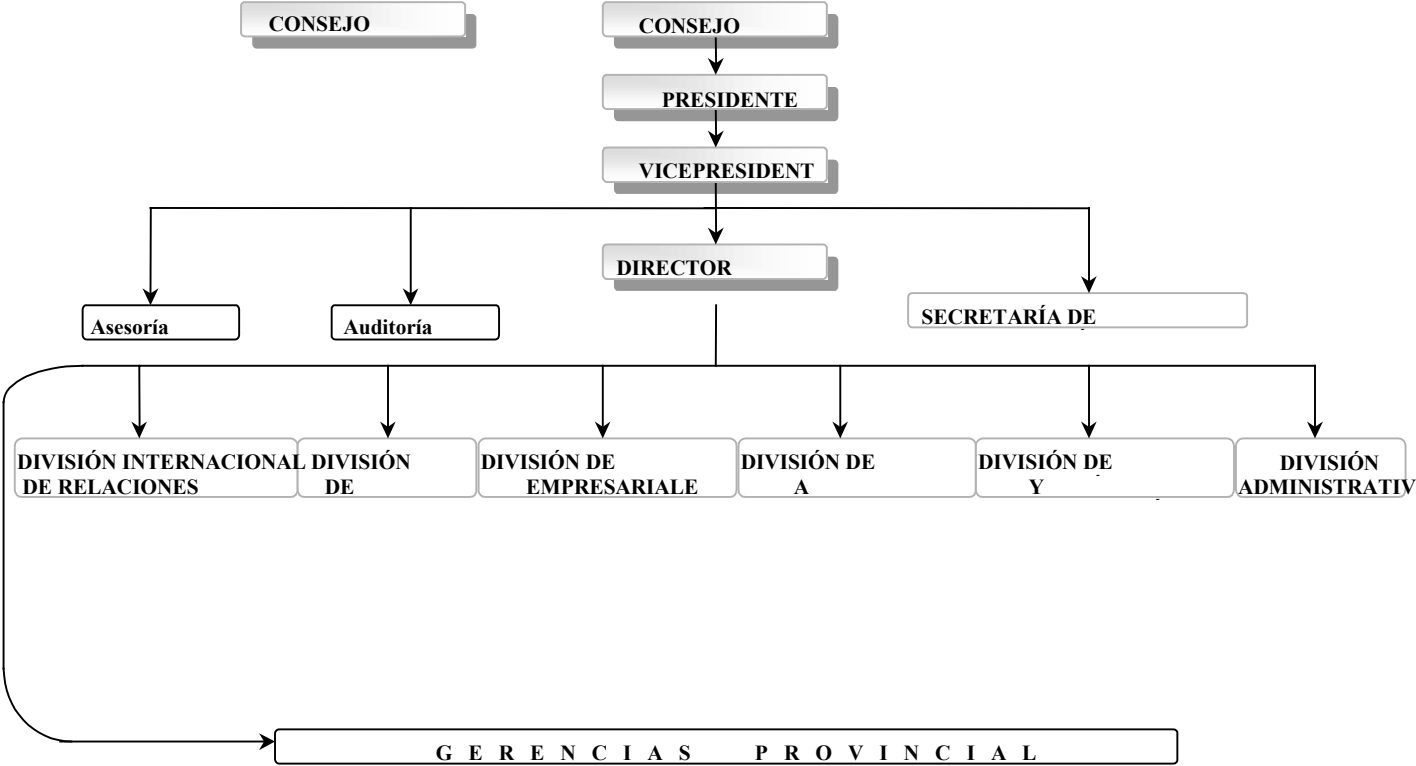 CONSEJO
CONSEJO
PRESIDENTE
VICEPRESIDENT
DIRECTOR
Asesoría
Auditoría
SECRETARÍA DE
DIVISIÓN INTERNACIONAL
DE RELACIONES
DIVISIÓN
DE
DIVISIÓN DE
EMPRESARIALE
DIVISIÓN DE
A
DIVISIÓN DE
Y
DIVISIÓN
ADMINISTRATIV
G E R E N C I A S P R O V I N C I A L